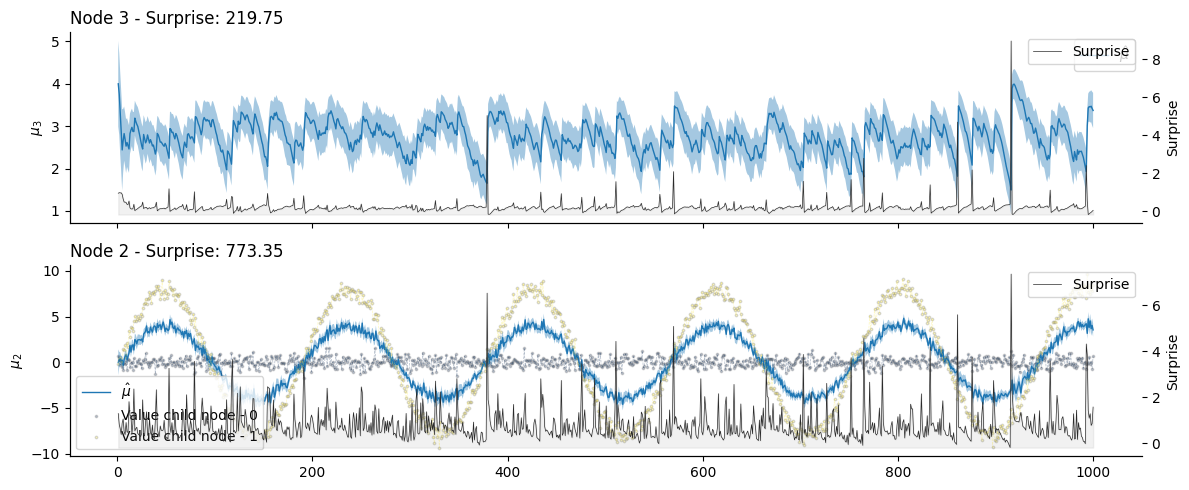 Node 3 - Surprise: 219.75
5
4
3
2
1
μ3
Surprise
8
6
4
2
0
Surprise
Node 2 - Surprise: 773.35
10
5
0
−5
−10
μ2
μ̂
Value child node - 0
Value child node - 1
Surprise
6
4
2
0
Surprise
0 200 400 600 800 1000